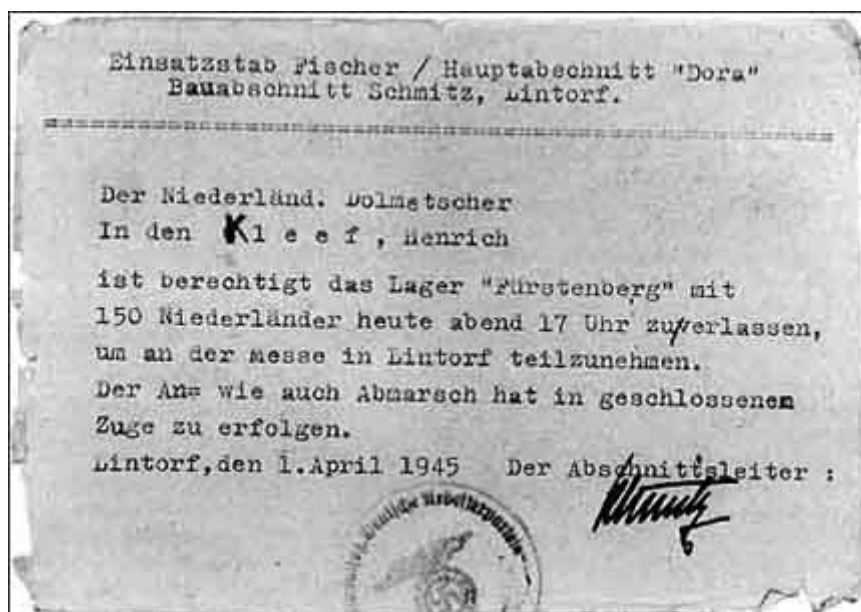 Einsatzstab Fischer / Hauptabschnitt "Dora"
Bauabschnitt Schmitz, Lintorf.
Der Niederländ. Dolmetscher
In den Kleef, Henrich
ist berechtigt das Lager "Fürstenberg" mit
150 Niederländer heute abend 17 Uhr zu verlassen,
um an der Messe in Lintorf teilzunehmen.
Der An= wie auch Abmarsch hat in geschlossenem
Zuge zu erfolgen.
Lintorf,den 1.April 1945 Der Abschnittsleiter :
Deutsche Arbeiterpartei